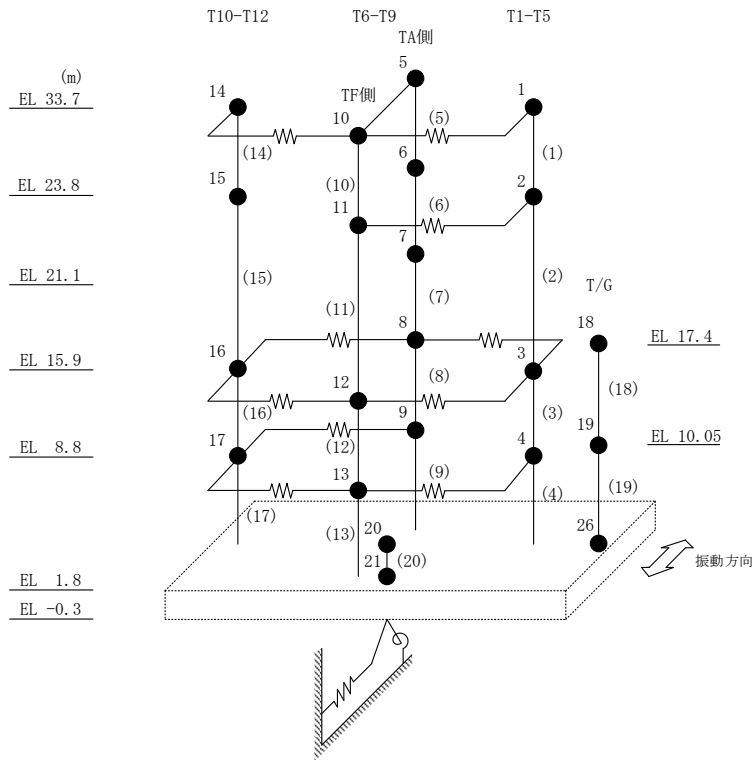 T10-T12
T6-T9
T1-T5
TA側
(m)
5
TF側
14
10
(5)
1
EL 33.7
(14)
6
(1)
15
(10)
2
EL 23.8
11
(6)
7
(15)
(2)
EL 21.1
(11)
(7)
T/G
8
18
EL 17.4
16
3
EL 15.9
12
(8)
(18)
(16)
9
(3)
19
17
(12)
4
EL 10.05
EL 8.8
13
(9)
(17)
(4)
(19)
(13)
20
26
21
(20)
振動方向
EL 1.8
EL -0.3